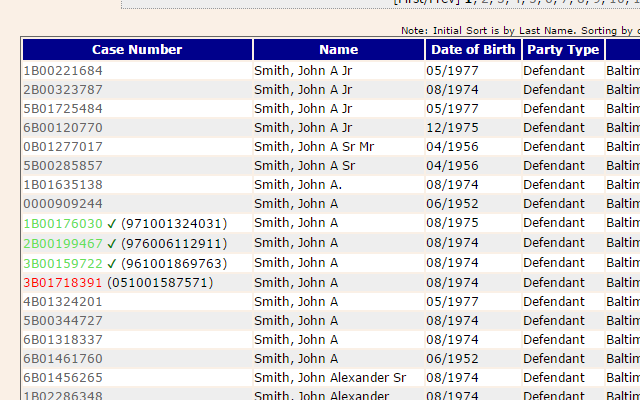 [First/Prev] 1, 2, 3, 4, 5, 6, 7, 8, 9, 10,
Note: Initial Sort is by Last Name. Sorting by
Case Number Name Date of Birth Party Type
1B00221684 Smith, John A Jr 05/1977 Defendant Baltim
2B00323787 Smith, John A Jr 08/1974 Defendant Baltim
5B01725484 Smith, John A Jr 05/1977 Defendant Baltim
6B00120770 Smith, John A Jr 12/1975 Defendant Baltim
0B01277017 Smith, John A Sr Mr 04/1956 Defendant Baltim
5B00285857 Smith, John A Sr 04/1956 Defendant Baltim
1B01635138 Smith, John A. 08/1974 Defendant Baltim
0000909244 Smith, John A 06/1952 Defendant Baltim
1B00176030 ✓ (971001324031) Smith, John A 08/1975 Defendant Baltim
2B00199467 ✓ (976006112911) Smith, John A 08/1974 Defendant Baltim
3B00159722 ✓ (961001869763) Smith, John A 08/1974 Defendant Baltim
3B01718391 (051001587571) Smith, John A 08/1974 Defendant Baltim
4B01324201 Smith, John A 05/1977 Defendant Baltim
5B00344727 Smith, John A 08/1974 Defendant Baltim
6B01318337 Smith, John A 08/1974 Defendant Baltim
6B01461760 Smith, John A 06/1952 Defendant Baltim
6B01456265 Smith, John Alexander Sr 08/1974 Defendant Baltim
1B02286348 Smith, John Alexander 08/1974 Defendant Baltim